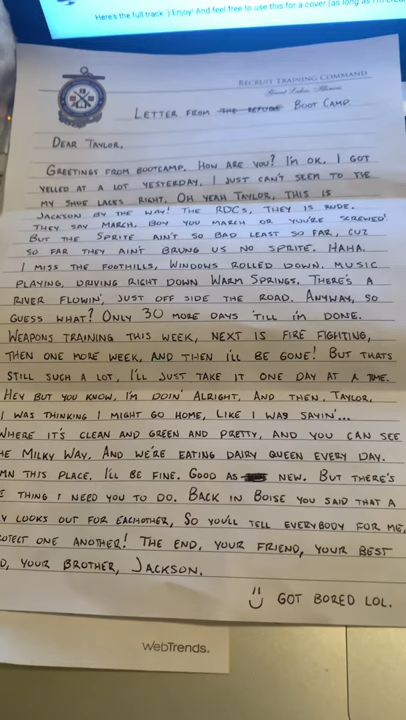 Here's the full track :) Enjoy! And feel free to use this for a cover (as long as I'm
RECRUIT TRAINING COMMAND
Great Lakes, Illinois
LETTER FROM THE REFUGE BOOT CAMP.
DEAR TAYLOR,
GREETINGS FROM BOOTCAMP. HOW ARE YOU? I'M OK. I GOT
YELLED AT A LOT YESTERDAY. I JUST CAN'T SEEM TO TIE
MY SHOE LACES RIGHT. OH YEAH TAYLOR, THIS IS
JACKSON BY THE WAY! THE RDCs, THEY IS RUDE.
THEY SAY MARCH, BOY YOU MARCH OR YOU'RE SCREWED!
BUT THE SPRITE AIN'T SO BAD LEAST SO FAR, CUZ
SO FAR THEY AIN'T BRUNG US NO SPRITE. HAHA.
I MISS THE FOOTHILLS, WINDOWS ROLLED DOWN, MUSIC
PLAYING, DRIVING RIGHT DOWN WARM SPRINGS. THERE'S A
RIVER FLOWIN', JUST OFF SIDE THE ROAD. ANYWAY, SO
GUESS WHAT? ONLY 30 MORE DAYS 'TILL I'M DONE.
WEAPONS TRAINING THIS WEEK, NEXT IS FIRE FIGHTING,
THEN ONE MORE WEEK, AND THEN I'LL BE GONE! BUT THATS
STILL SUCH A LOT, I'LL JUST TAKE IT ONE DAY AT A TIME.
HEY BUT YOU KNOW, I'M DOIN' ALRIGHT. AND THEN, TAYLOR,
I WAS THINKING I MIGHT GO HOME, LIKE I WAS SAYIN'...
WHERE IT'S CLEAN AND GREEN AND PRETTY, AND YOU CAN SEE
HE MILKY WAY. AND WE'RE EATING DAIRY QUEEN EVERY DAY.
MN THIS PLACE. I'LL BE FINE. GOOD AS NEW. BUT THERE'S
E THING I NEED YOU TO DO. BACK IN BOISE YOU SAID THAT A
Y LOOKS OUT FOR EACHOTHER, SO YOU'LL TELL EVERYBODY FOR ME,
OTECT ONE ANOTHER! THE END, YOUR FRIEND, YOUR BEST
D, YOUR BROTHER, JACKSON.
GOT BORED LOL.
WebTrends.